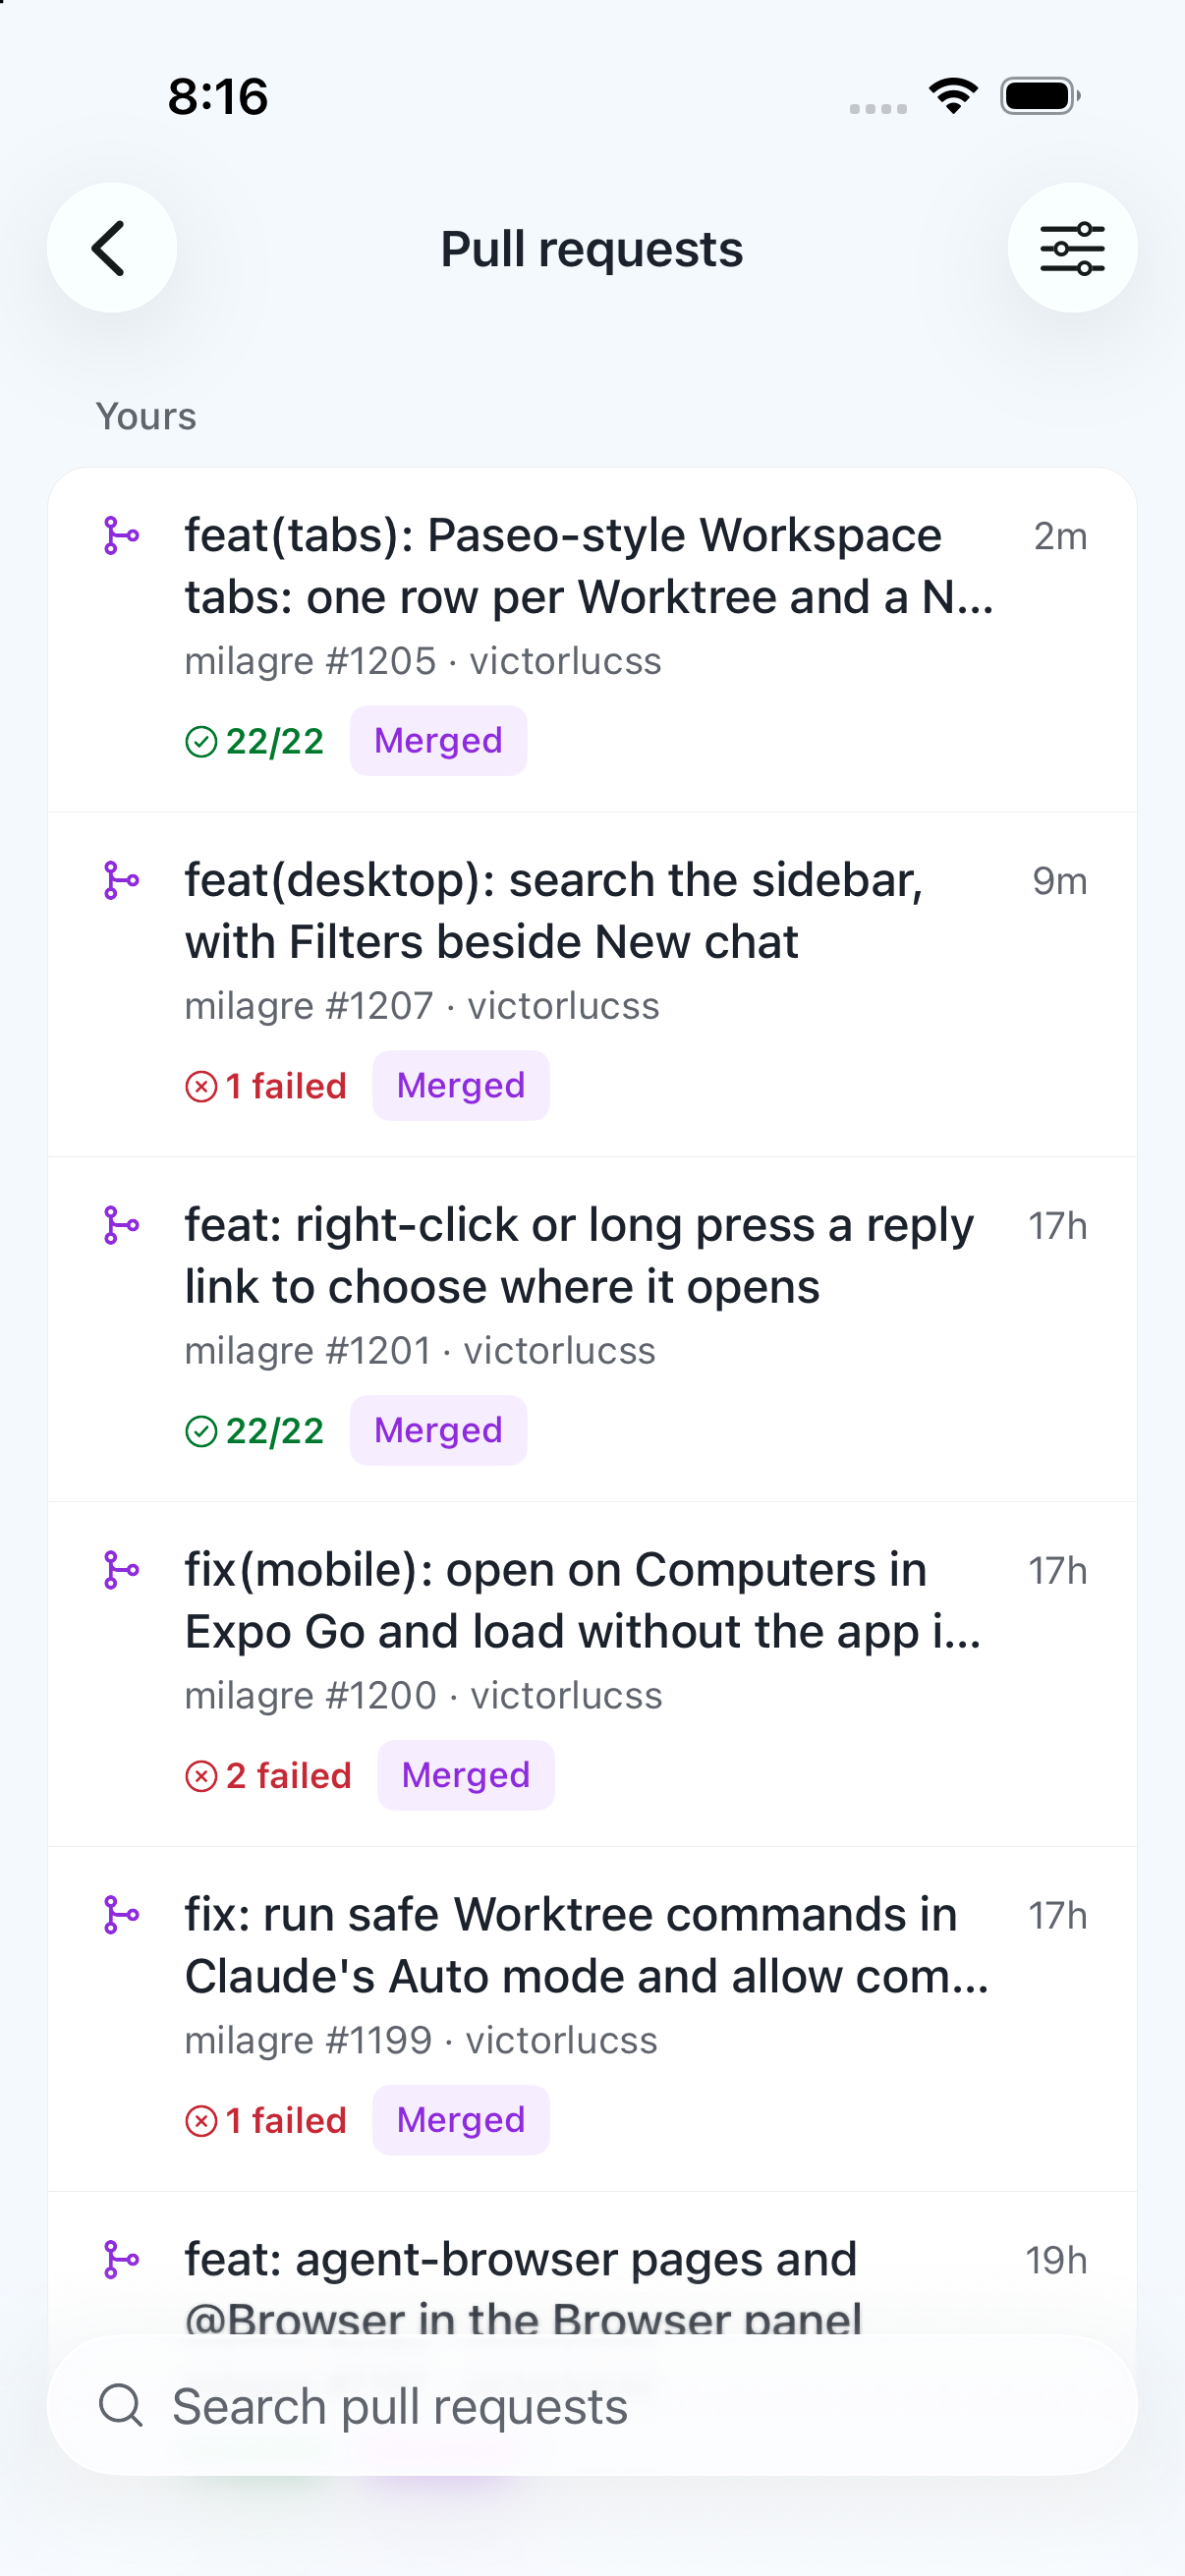 8:16
Pull requests
Yours
feat(tabs): Paseo-style Workspace
2m
tabs: one row per Worktree and a N...
milagre #1205 · victorlucss
22/22 Merged
feat(desktop): search the sidebar,
9m
with Filters beside New chat
milagre #1207 · victorlucss
1 failed Merged
feat: right-click or long press a reply
17h
link to choose where it opens
milagre #1201 · victorlucss
22/22 Merged
fix(mobile): open on Computers in
17h
Expo Go and load without the app i...
milagre #1200 · victorlucss
2 failed Merged
fix: run safe Worktree commands in
17h
Claude's Auto mode and allow com...
milagre #1199 · victorlucss
1 failed Merged
feat: agent-browser pages and
19h
@Browser in the Browser panel
Search pull requests